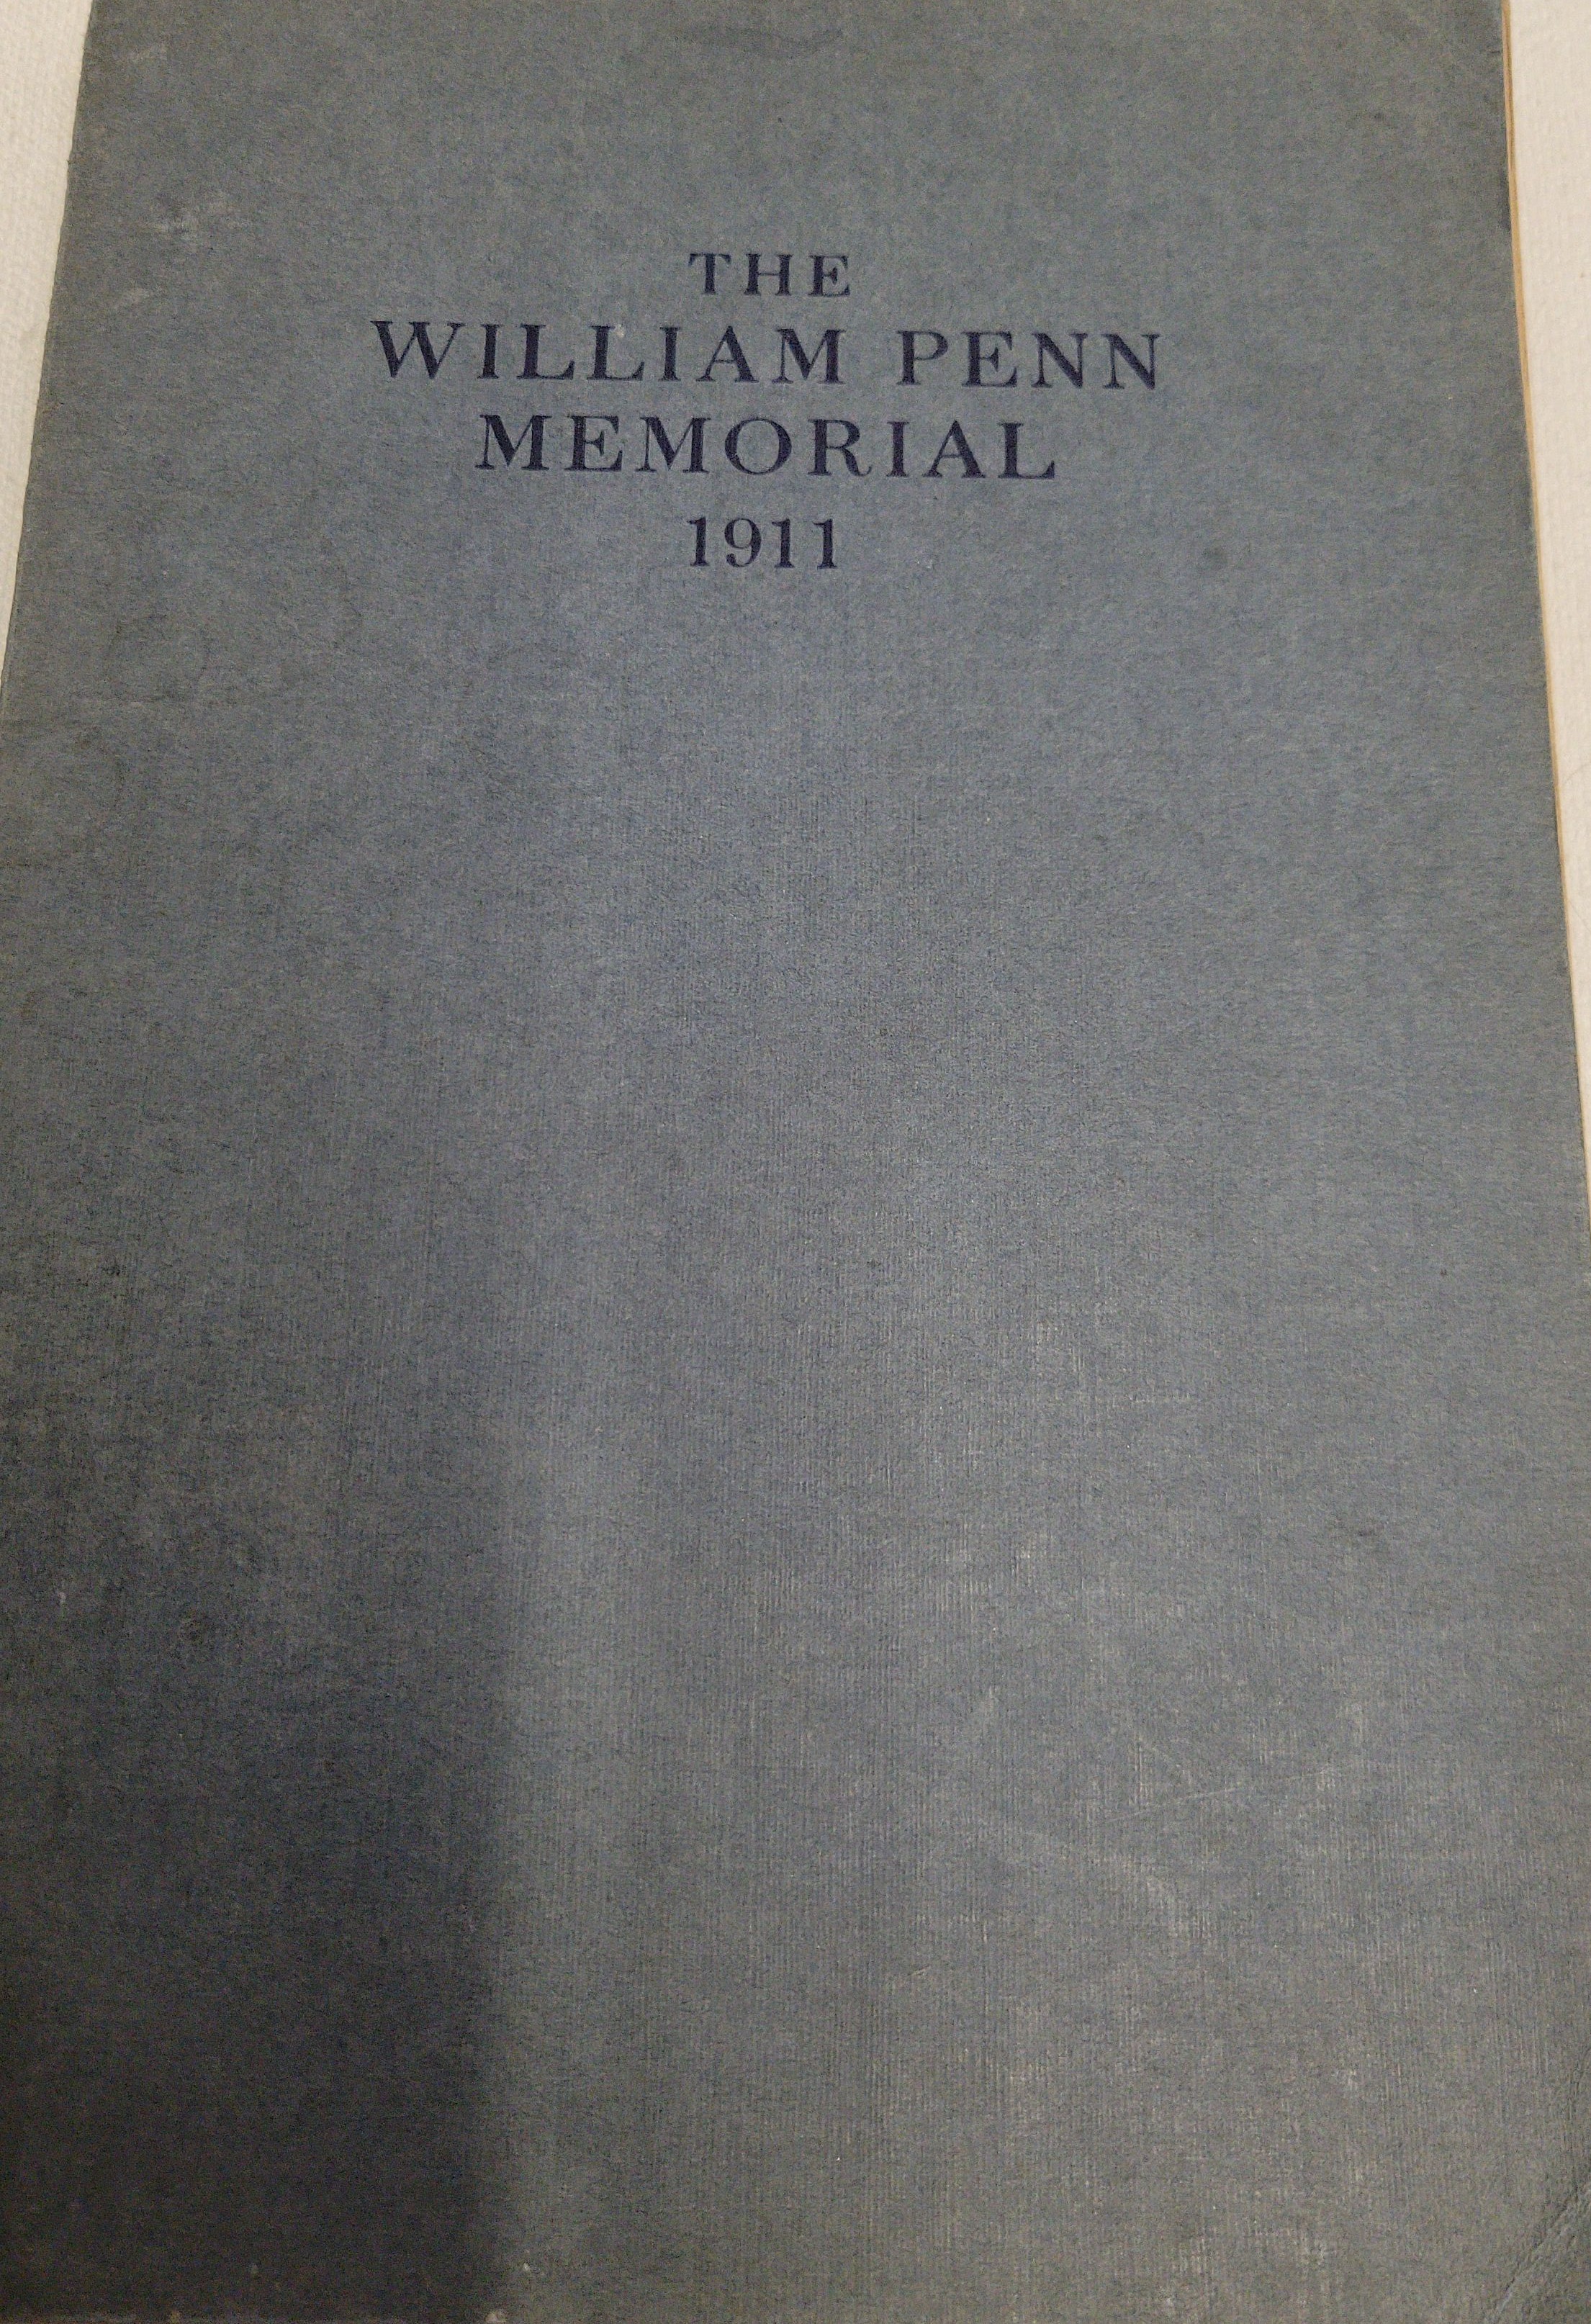 THE
WILLIAM PENN
MEMORIAL
1911